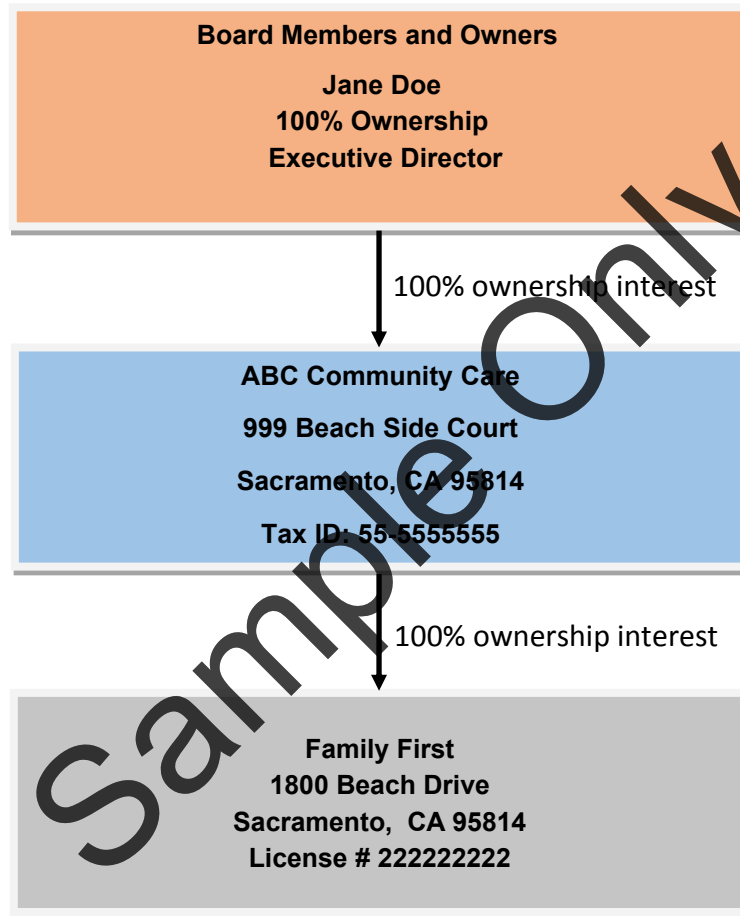 Board Members and Owners
Jane Doe
100% Ownership
Executive Director
100% ownership interest
ABC Community Care
999 Beach Side Court
Sacramento, CA 95814
Tax ID: 55-5555555
100% ownership interest
Family First
1800 Beach Drive
Sacramento, CA 95814
License # 222222222
Sample Only